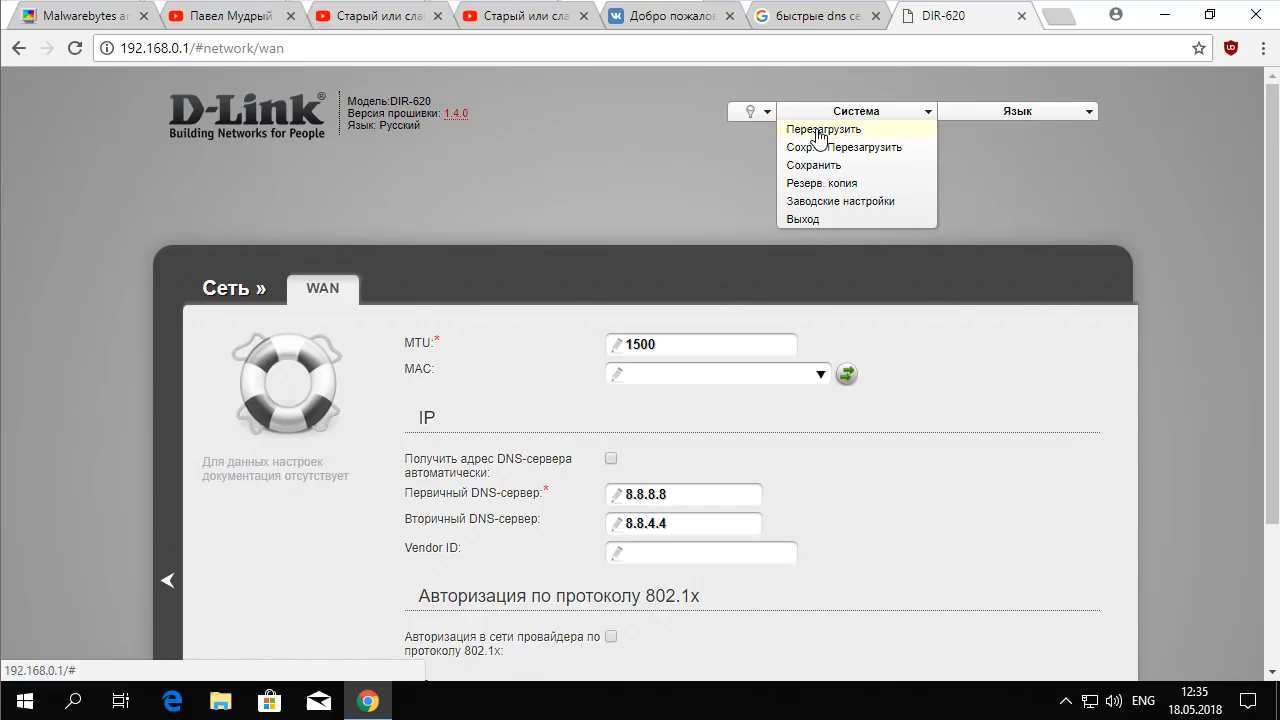 Malwarebytes ar
Павел Мудрый
Старый или сла
Старый или сла
Добро пожалов
быстрые dns се
DIR-620
192.168.0.1/#network/wan
D-Link
Building Networks for People
Модель:DIR-620
Версия прошивки: 1.4.0
Язык: Русский
Система
Язык
Перезагрузить
Сохр. Перезагрузить
Сохранить
Резерв. копия
Заводские настройки
Выход
Сеть »
WAN
MTU:*
1500
MAC:
Для данных настроек
документация отсутствует
IP
Получить адрес DNS-сервера
автоматически:
Первичный DNS-сервер:*
8.8.8.8
Вторичный DNS-сервер:
8.8.4.4
Vendor ID:
Авторизация по протоколу 802.1x
Авторизация в сети провайдера по
протоколу 802.1x:
192.168.0.1/#
ENG
12:35
18.05.2018